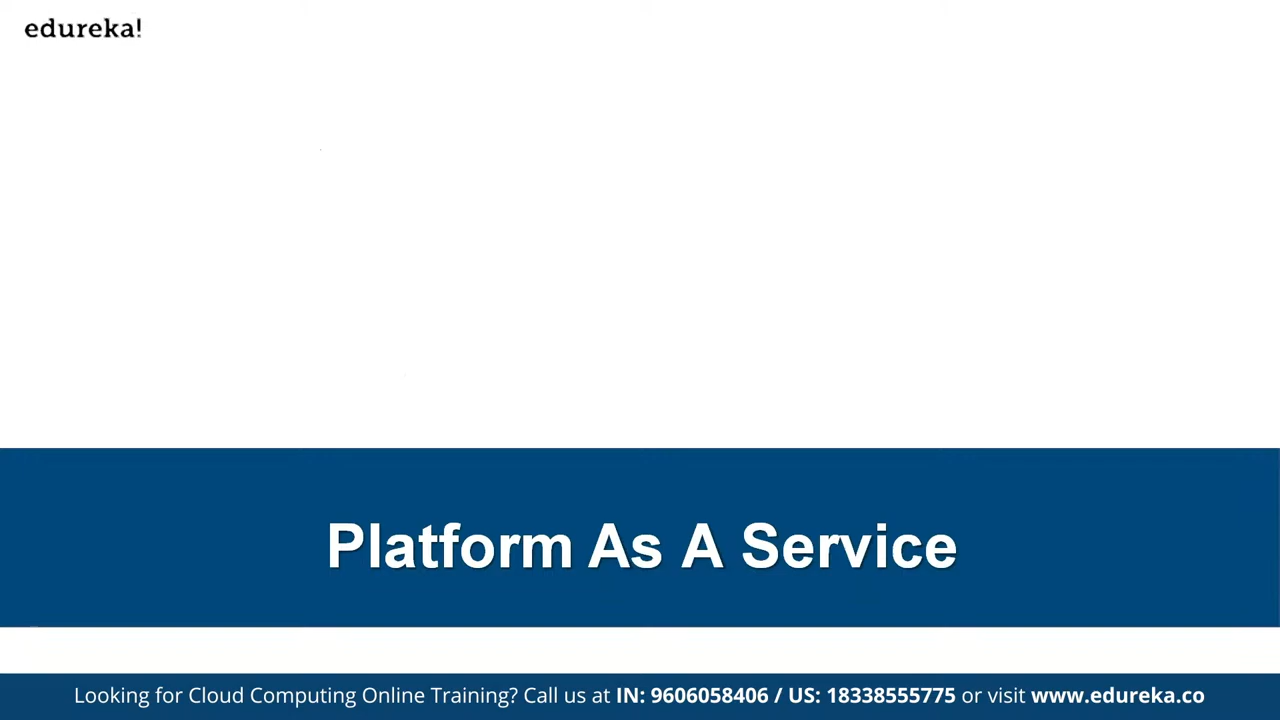 edureka!
Platform As A Service
Looking for Cloud Computing Online Training? Call us at IN: 9606058406 / US: 18338555775 or visit www.edureka.co